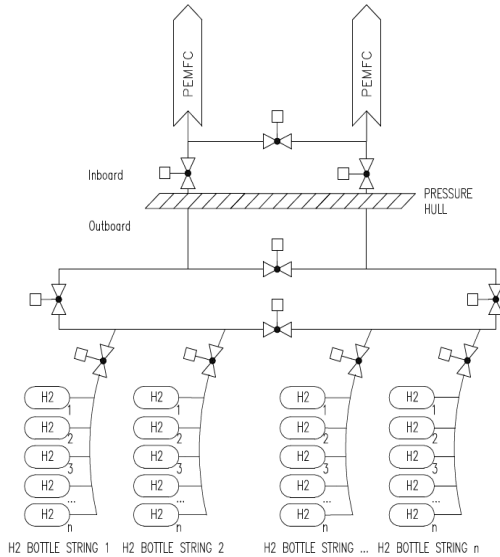 PEMFC
PEMFC
Inboard
PRESSURE
HULL
Outboard
H2 1 H2 1 H2 1 H2 1
H2 2 H2 2 H2 2 H2 2
H2 3 H2 3 H2 3 H2 3
H2 ... H2 ... H2 ... H2 ...
H2 n H2 n H2 n H2 n
H2 BOTTLE STRING 1 H2 BOTTLE STRING 2 H2 BOTTLE STRING ... H2 BOTTLE STRING n